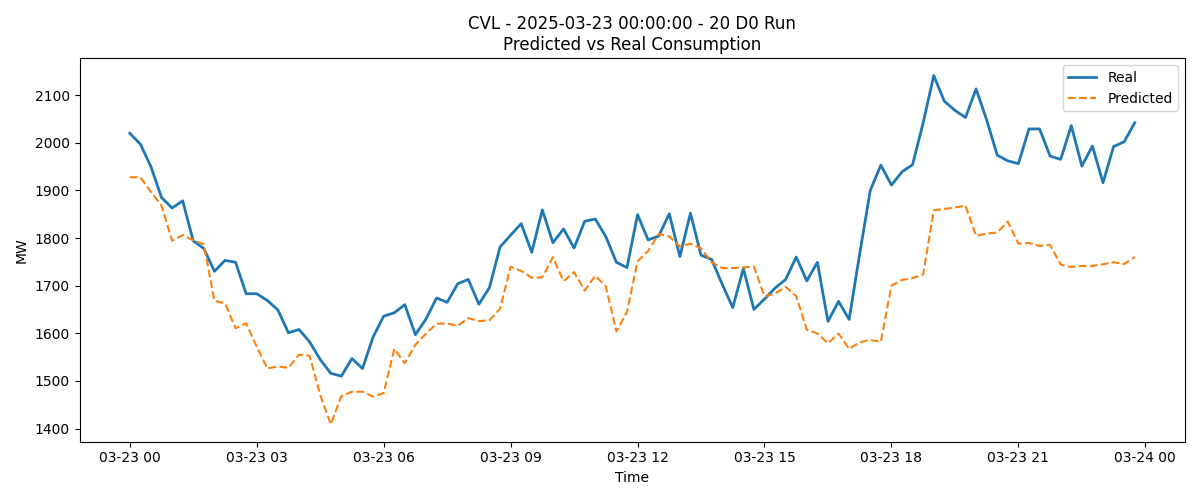 CVL - 2025-03-23 00:00:00 - 20 D0 Run
Predicted vs Real Consumption
MW
2100
2000
1900
1800
1700
1600
1500
1400
Real
Predicted
03-23 00
03-23 03
03-23 06
03-23 09
03-23 12
03-23 15
03-23 18
03-23 21
03-24 00
Time